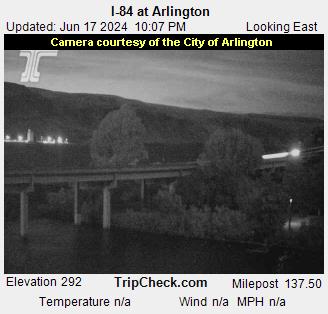 I-84 at Arlington
Updated: Jun 17 2024 10:07 PM Looking East
Camera courtesy of the City of Arlington
Elevation 292 TripCheck.com Milepost 137.50
Temperature n/a Wind n/a MPH n/a